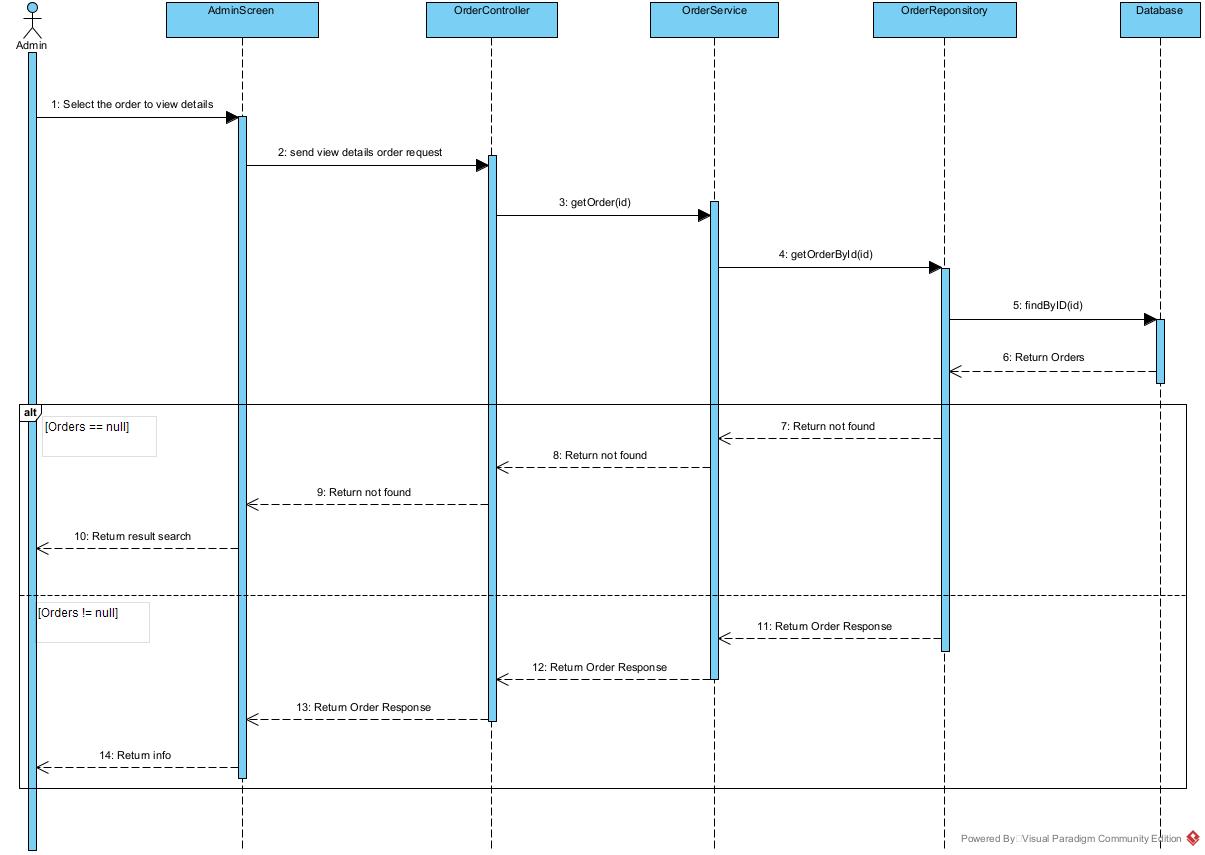 AdminScreen
OrderController
OrderService
OrderReponsitory
Database
Admin
1: Select the order to view details
2: send view details order request
3: getOrder(id)
4: getOrderById(id)
5: findByID(id)
6: Return Orders
alt
[Orders == null]
7: Return not found
8: Return not found
9: Return not found
10: Return result search
[Orders != null]
11: Return Order Response
12: Return Order Response
13: Return Order Response
14: Return info
Powered By Visual Paradigm Community Edition